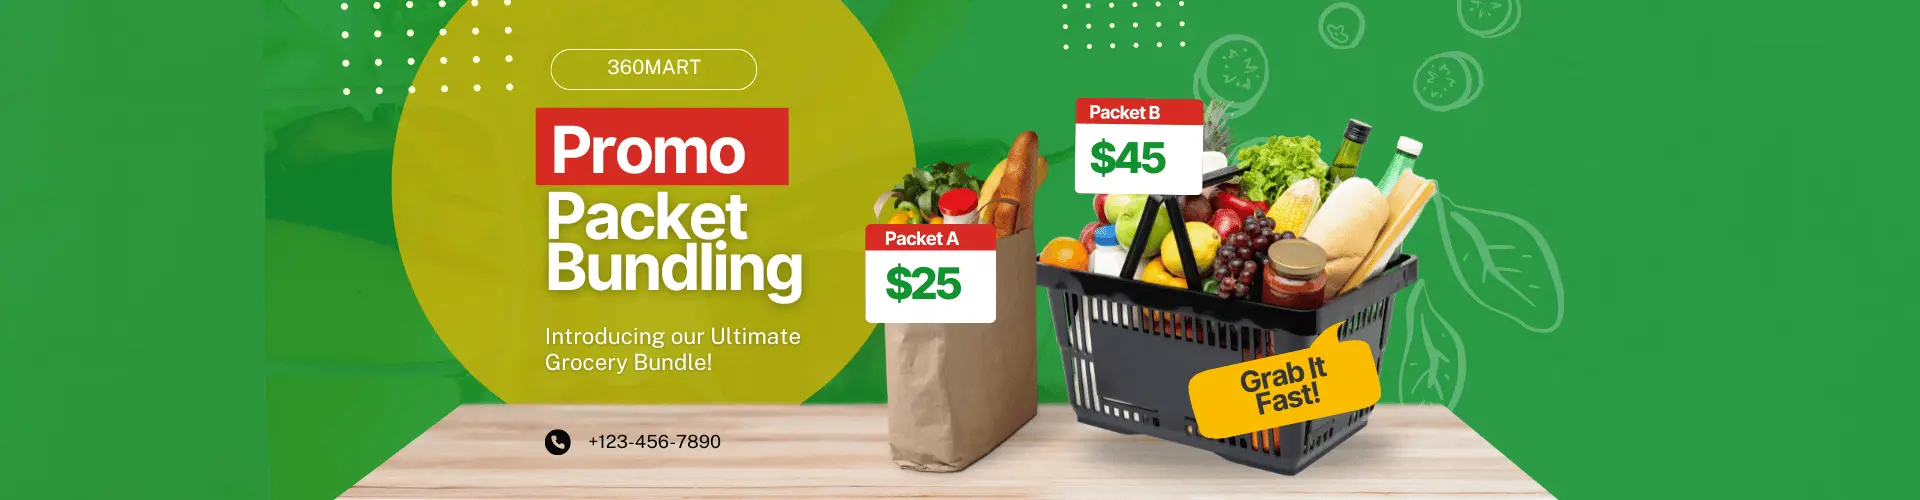 360MART
Promo
Packet
Bundling
Introducing our Ultimate
Grocery Bundle!
+123-456-7890
Packet A
$25
Packet B
$45
Grab It
Fast!